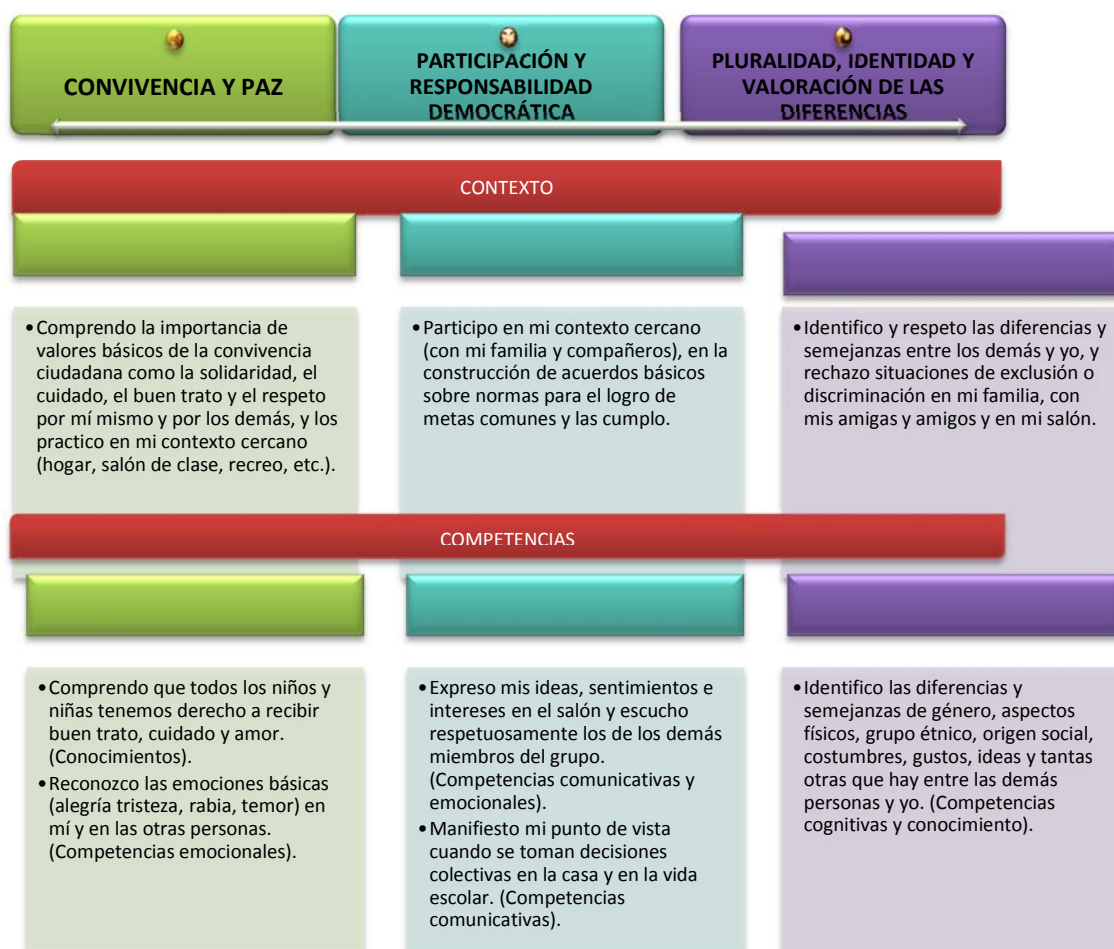 CONVIVENCIA Y PAZ
PARTICIPACIÓN Y
RESPONSABILIDAD
DEMOCRÁTICA
PLURALIDAD, IDENTIDAD Y
VALORACIÓN DE LAS
DIFERENCIAS
CONTEXTO
•Comprendo la importancia de
valores básicos de la convivencia
ciudadana como la solidaridad, el
cuidado, el buen trato y el respeto
por mí mismo y por los demás, y los
practico en mi contexto cercano
(hogar, salón de clase, recreo, etc.).
•Participo en mi contexto cercano
(con mi familia y compañeros), en la
construcción de acuerdos básicos
sobre normas para el logro de
metas comunes y las cumplo.
•Identifico y respeto las diferencias y
semejanzas entre los demás y yo, y
rechazo situaciones de exclusión o
discriminación en mi familia, con
mis amigas y amigos y en mi salón.
COMPETENCIAS
•Comprendo que todos los niños y
niñas tenemos derecho a recibir
buen trato, cuidado y amor.
(Conocimientos).
•Reconozco las emociones básicas
(alegría tristeza, rabia, temor) en
mí y en las otras personas.
(Competencias emocionales).
•Expreso mis ideas, sentimientos e
intereses en el salón y escucho
respetuosamente los de los demás
miembros del grupo.
(Competencias comunicativas y
emocionales).
•Manifiesto mi punto de vista
cuando se toman decisiones
colectivas en la casa y en la vida
escolar. (Competencias
comunicativas).
•Identifico las diferencias y
semejanzas de género, aspectos
físicos, grupo étnico, origen social,
costumbres, gustos, ideas y tantas
otras que hay entre las demás
personas y yo. (Competencias
cognitivas y conocimiento).